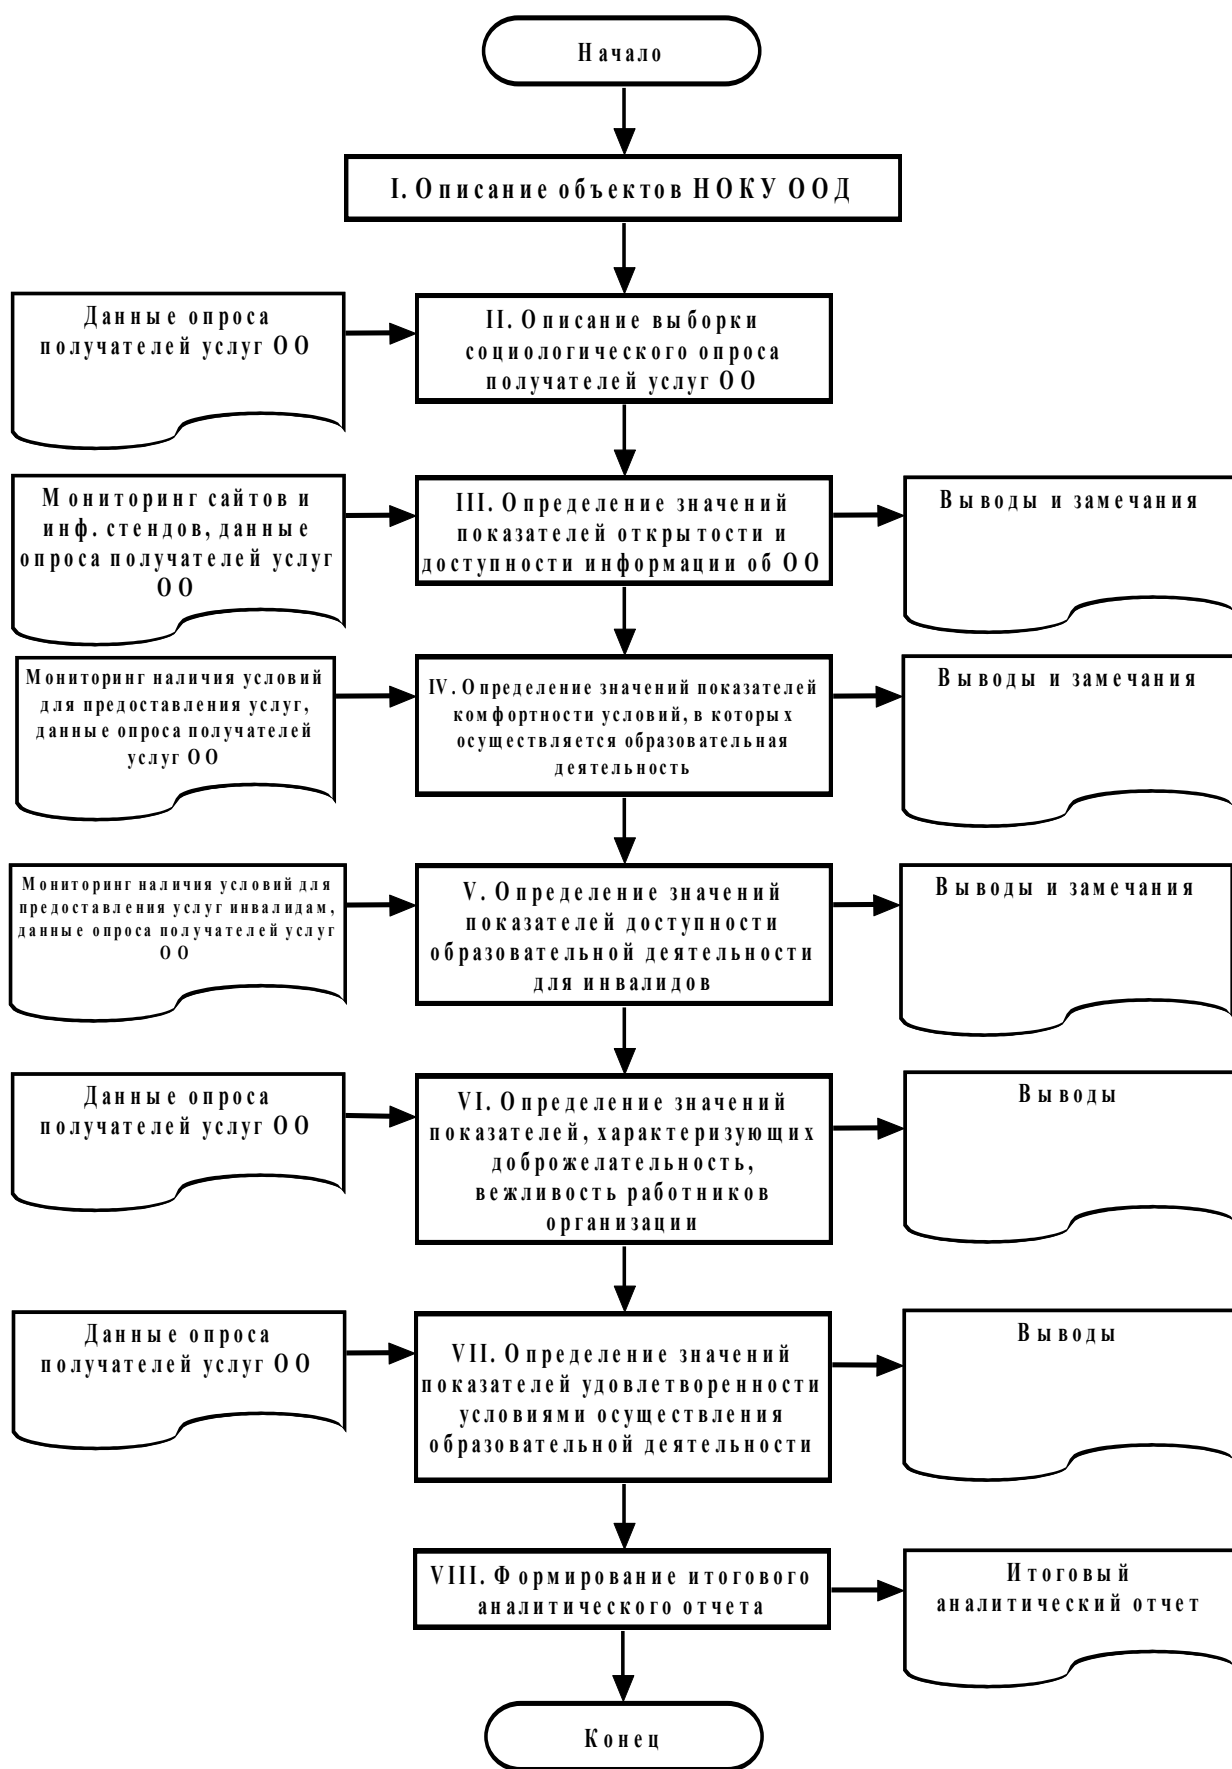 Начало
I. Описание объектов НОКУ ООД
Данные опроса
получателей услуг ОО
II. Описание выборки
социологического опроса
получателей услуг ОО
Мониторинг сайтов и
инф. стендов, данные
опроса получателей услуг
ОО
III. Определение значений
показателей открытости и
доступности информации об ОО
Выводы и замечания
Мониторинг наличия условий
для предоставления услуг,
данные опроса получателей
услуг ОО
IV. Определение значений показателей
комфортности условий, в которых
осуществляется образовательная
деятельность
Выводы и замечания
Мониторинг наличия условий для
предоставления услуг инвалидам,
данные опроса получателей услуг
ОО
V. Определение значений
показателей доступности
образовательной деятельности
для инвалидов
Выводы и замечания
Данные опроса
получателей услуг ОО
VI. Определение значений
показателей, характеризующих
доброжелательность,
вежливость работников
организации
Выводы
Данные опроса
получателей услуг ОО
VII. Определение значений
показателей удовлетворенности
условиями осуществления
образовательной деятельности
Выводы
VIII. Формирование итогового
аналитического отчета
Итоговый
аналитический отчет
Конец